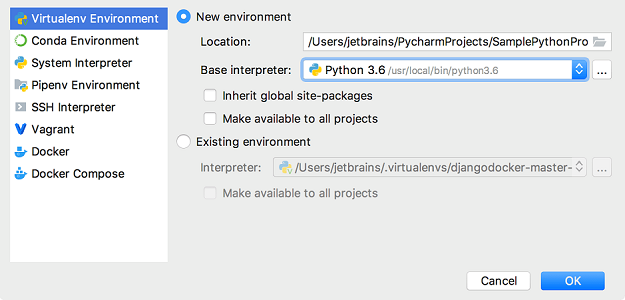 Virtualenv Environment
Conda Environment
System Interpreter
Pipenv Environment
SSH Interpreter
Vagrant
Docker
Docker Compose
New environment
Location: /Users/jetbrains/PycharmProjects/SamplePythonPro
Base interpreter: Python 3.6 /usr/local/bin/python3.6 ...
Inherit global site-packages
Make available to all projects
Existing environment
Interpreter: /Users/jetbrains/.virtualenvs/djangodocker-master- ...
Make available to all projects
Cancel OK